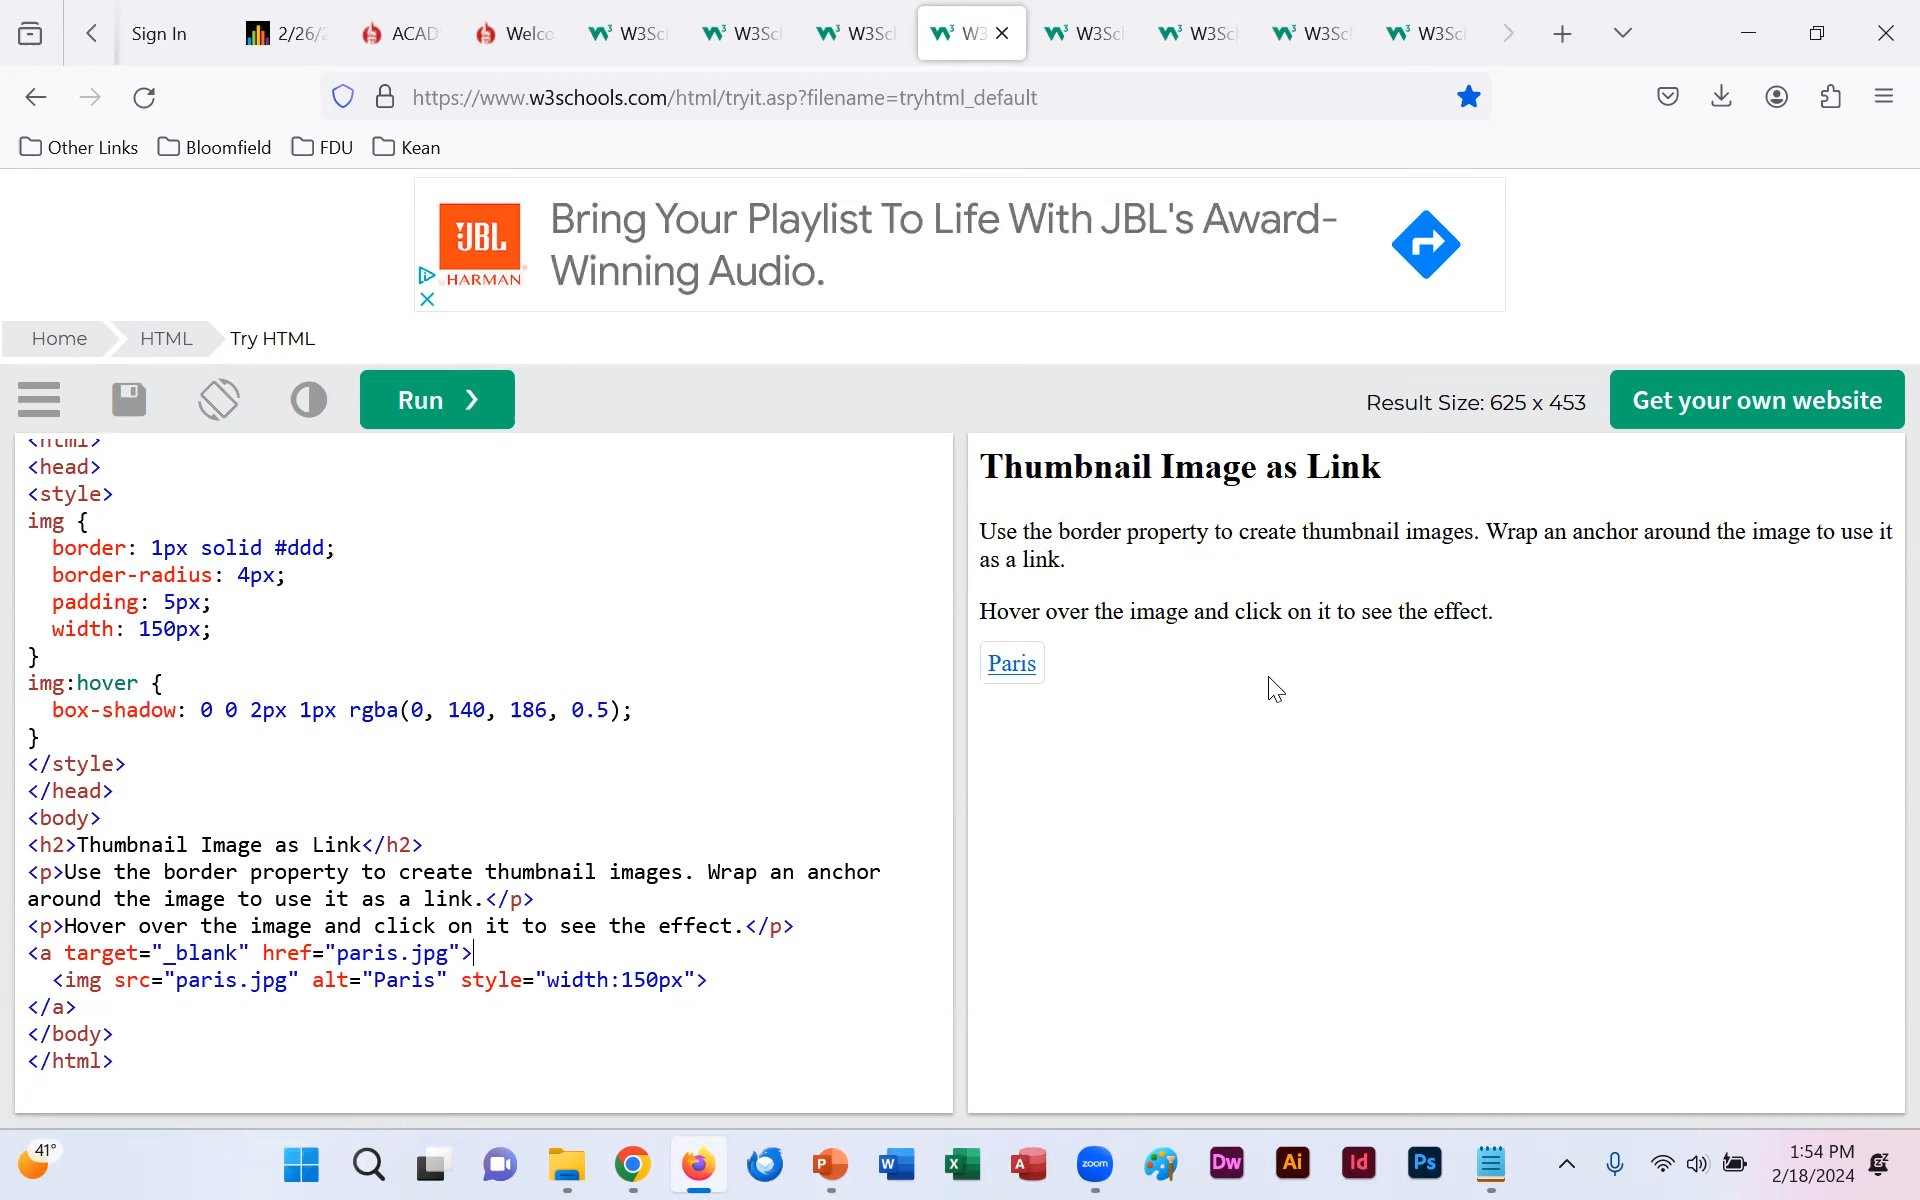 Sign In
2/26/2
ACAD
Welco
W3Sc
W3Sc
W3Sc
W3
W3Sc
W3Sc
W3Sc
W3Sc
https://www.w3schools.com/html/tryit.asp?filename=tryhtml_default
Other Links
Bloomfield
FDU
Kean
JBL
HARMAN
Bring Your Playlist To Life With JBL's Award-
Winning Audio.
Home
HTML
Try HTML
Run ❯
Result Size: 625 x 453
Get your own website
<html>
<head>
<style>
img {
  border: 1px solid #ddd;
  border-radius: 4px;
  padding: 5px;
  width: 150px;
}
img:hover {
  box-shadow: 0 0 2px 1px rgba(0, 140, 186, 0.5);
}
</style>
</head>
<body>
<h2>Thumbnail Image as Link</h2>
<p>Use the border property to create thumbnail images. Wrap an anchor
around the image to use it as a link.</p>
<p>Hover over the image and click on it to see the effect.</p>
<a target="_blank" href="paris.jpg">
  <img src="paris.jpg" alt="Paris" style="width:150px">
</a>
</body>
</html>
Thumbnail Image as Link
Use the border property to create thumbnail images. Wrap an anchor around the image to use it
as a link.
Hover over the image and click on it to see the effect.
Paris
41°
P
W
X
A
zoom
Dw
Ai
Id
Ps
1:54 PM
2/18/2024